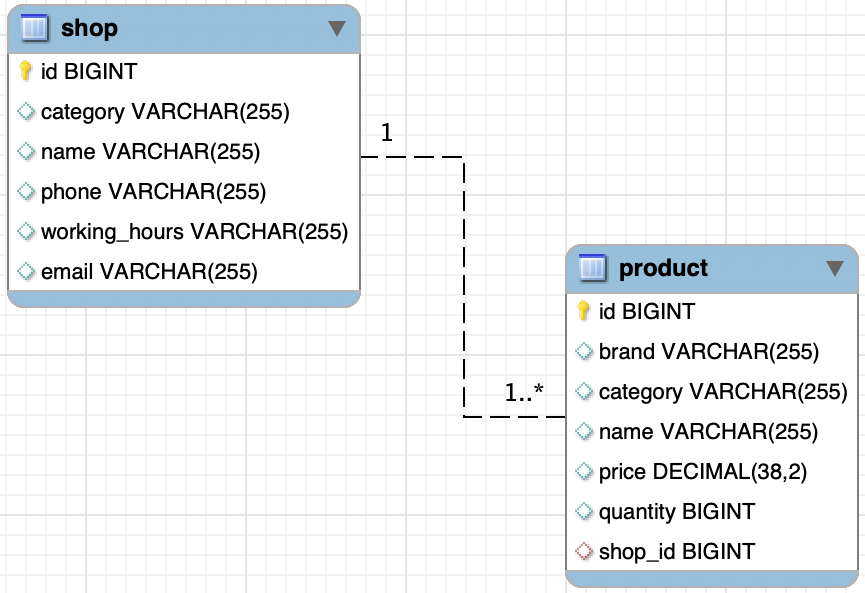 shop
id BIGINT
category VARCHAR(255)
name VARCHAR(255)
phone VARCHAR(255)
working_hours VARCHAR(255)
email VARCHAR(255)
1
1..*
product
id BIGINT
brand VARCHAR(255)
category VARCHAR(255)
name VARCHAR(255)
price DECIMAL(38,2)
quantity BIGINT
shop_id BIGINT